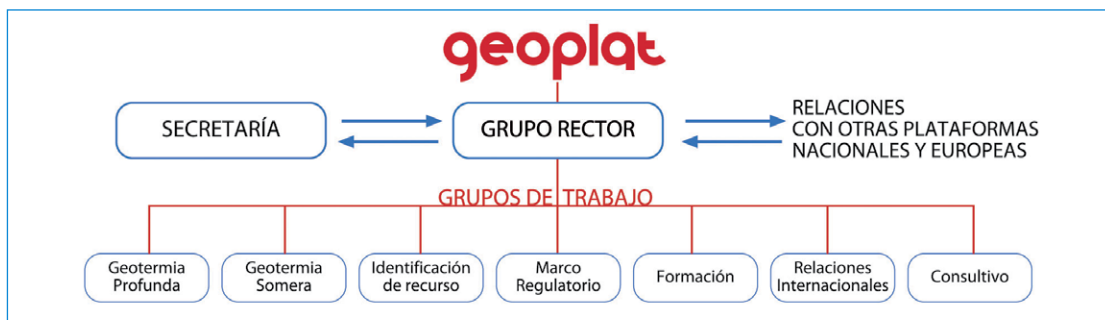 geoplat
SECRETARÍA
GRUPO RECTOR
RELACIONES
CON OTRAS PLATAFORMAS
NACIONALES Y EUROPEAS
GRUPOS DE TRABAJO
Geotermia
Profunda
Geotermia
Somera
Identificación
de recurso
Marco
Regulatorio
Formación
Relaciones
Internacionales
Consultivo